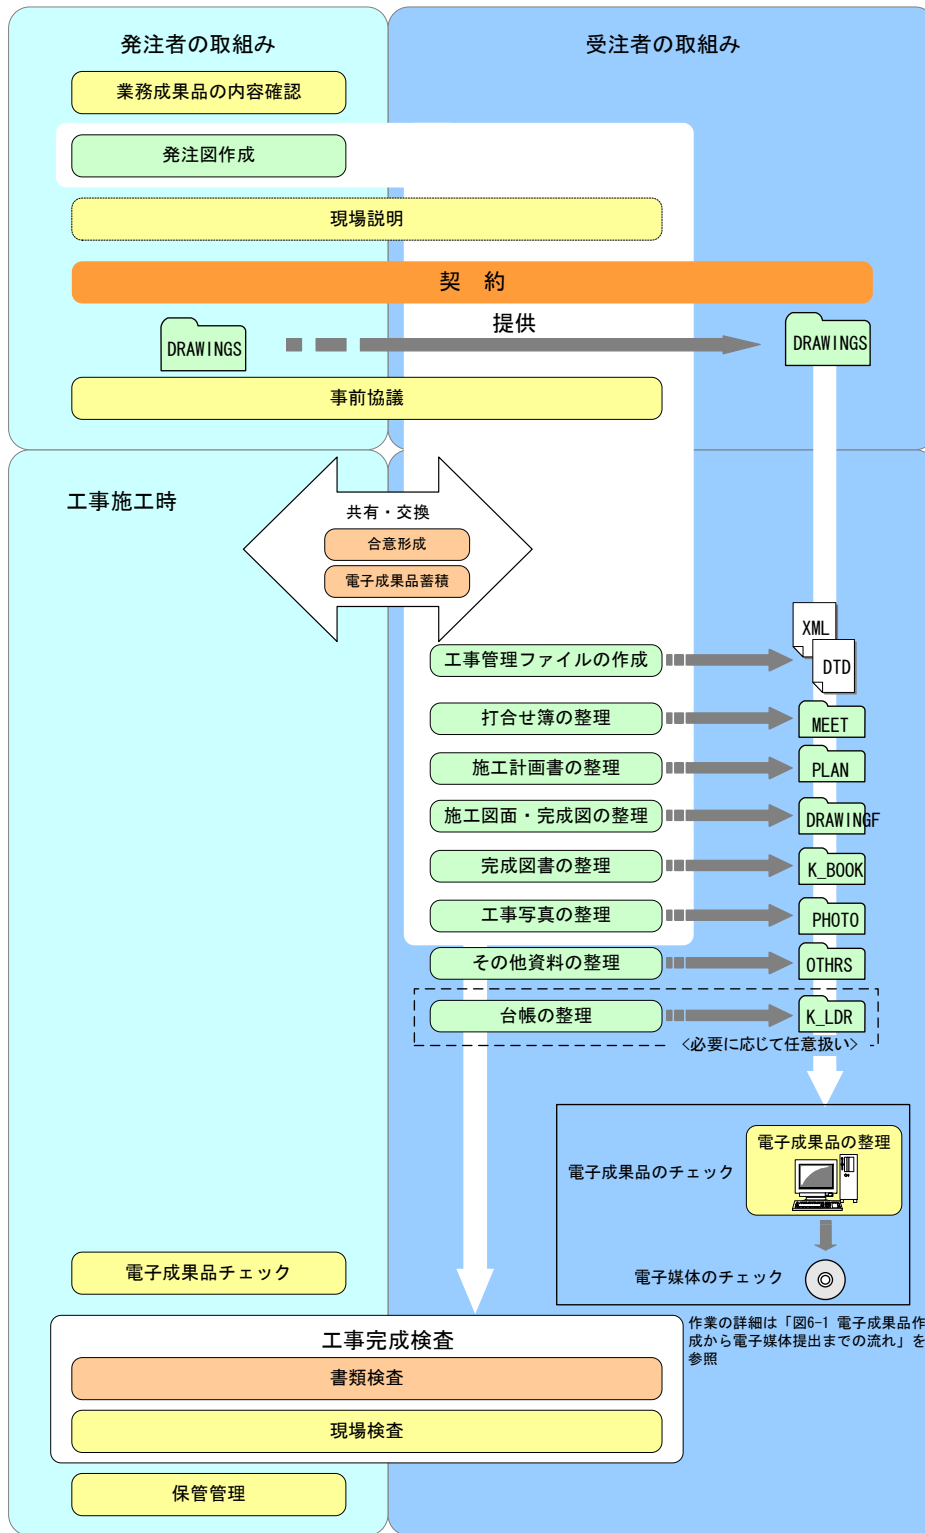 発注者の取組み
受注者の取組み
業務成果品の内容確認
発注図作成
現場説明
契　約
提供
DRAWINGS
DRAWINGS
事前協議
工事施工時
共有・交換
合意形成
電子成果品蓄積
XML
DTD
工事管理ファイルの作成
打合せ簿の整理
MEET
施工計画書の整理
PLAN
施工図面・完成図の整理
DRAWINGF
完成図書の整理
K_BOOK
工事写真の整理
PHOTO
その他資料の整理
OTHRS
台帳の整理
K_LDR
<必要に応じて任意扱い>
電子成果品の整理
電子成果品のチェック
電子媒体のチェック
電子成果品チェック
作業の詳細は「図6-1 電子成果品作
成から電子媒体提出までの流れ」を
参照
工事完成検査
書類検査
現場検査
保管管理